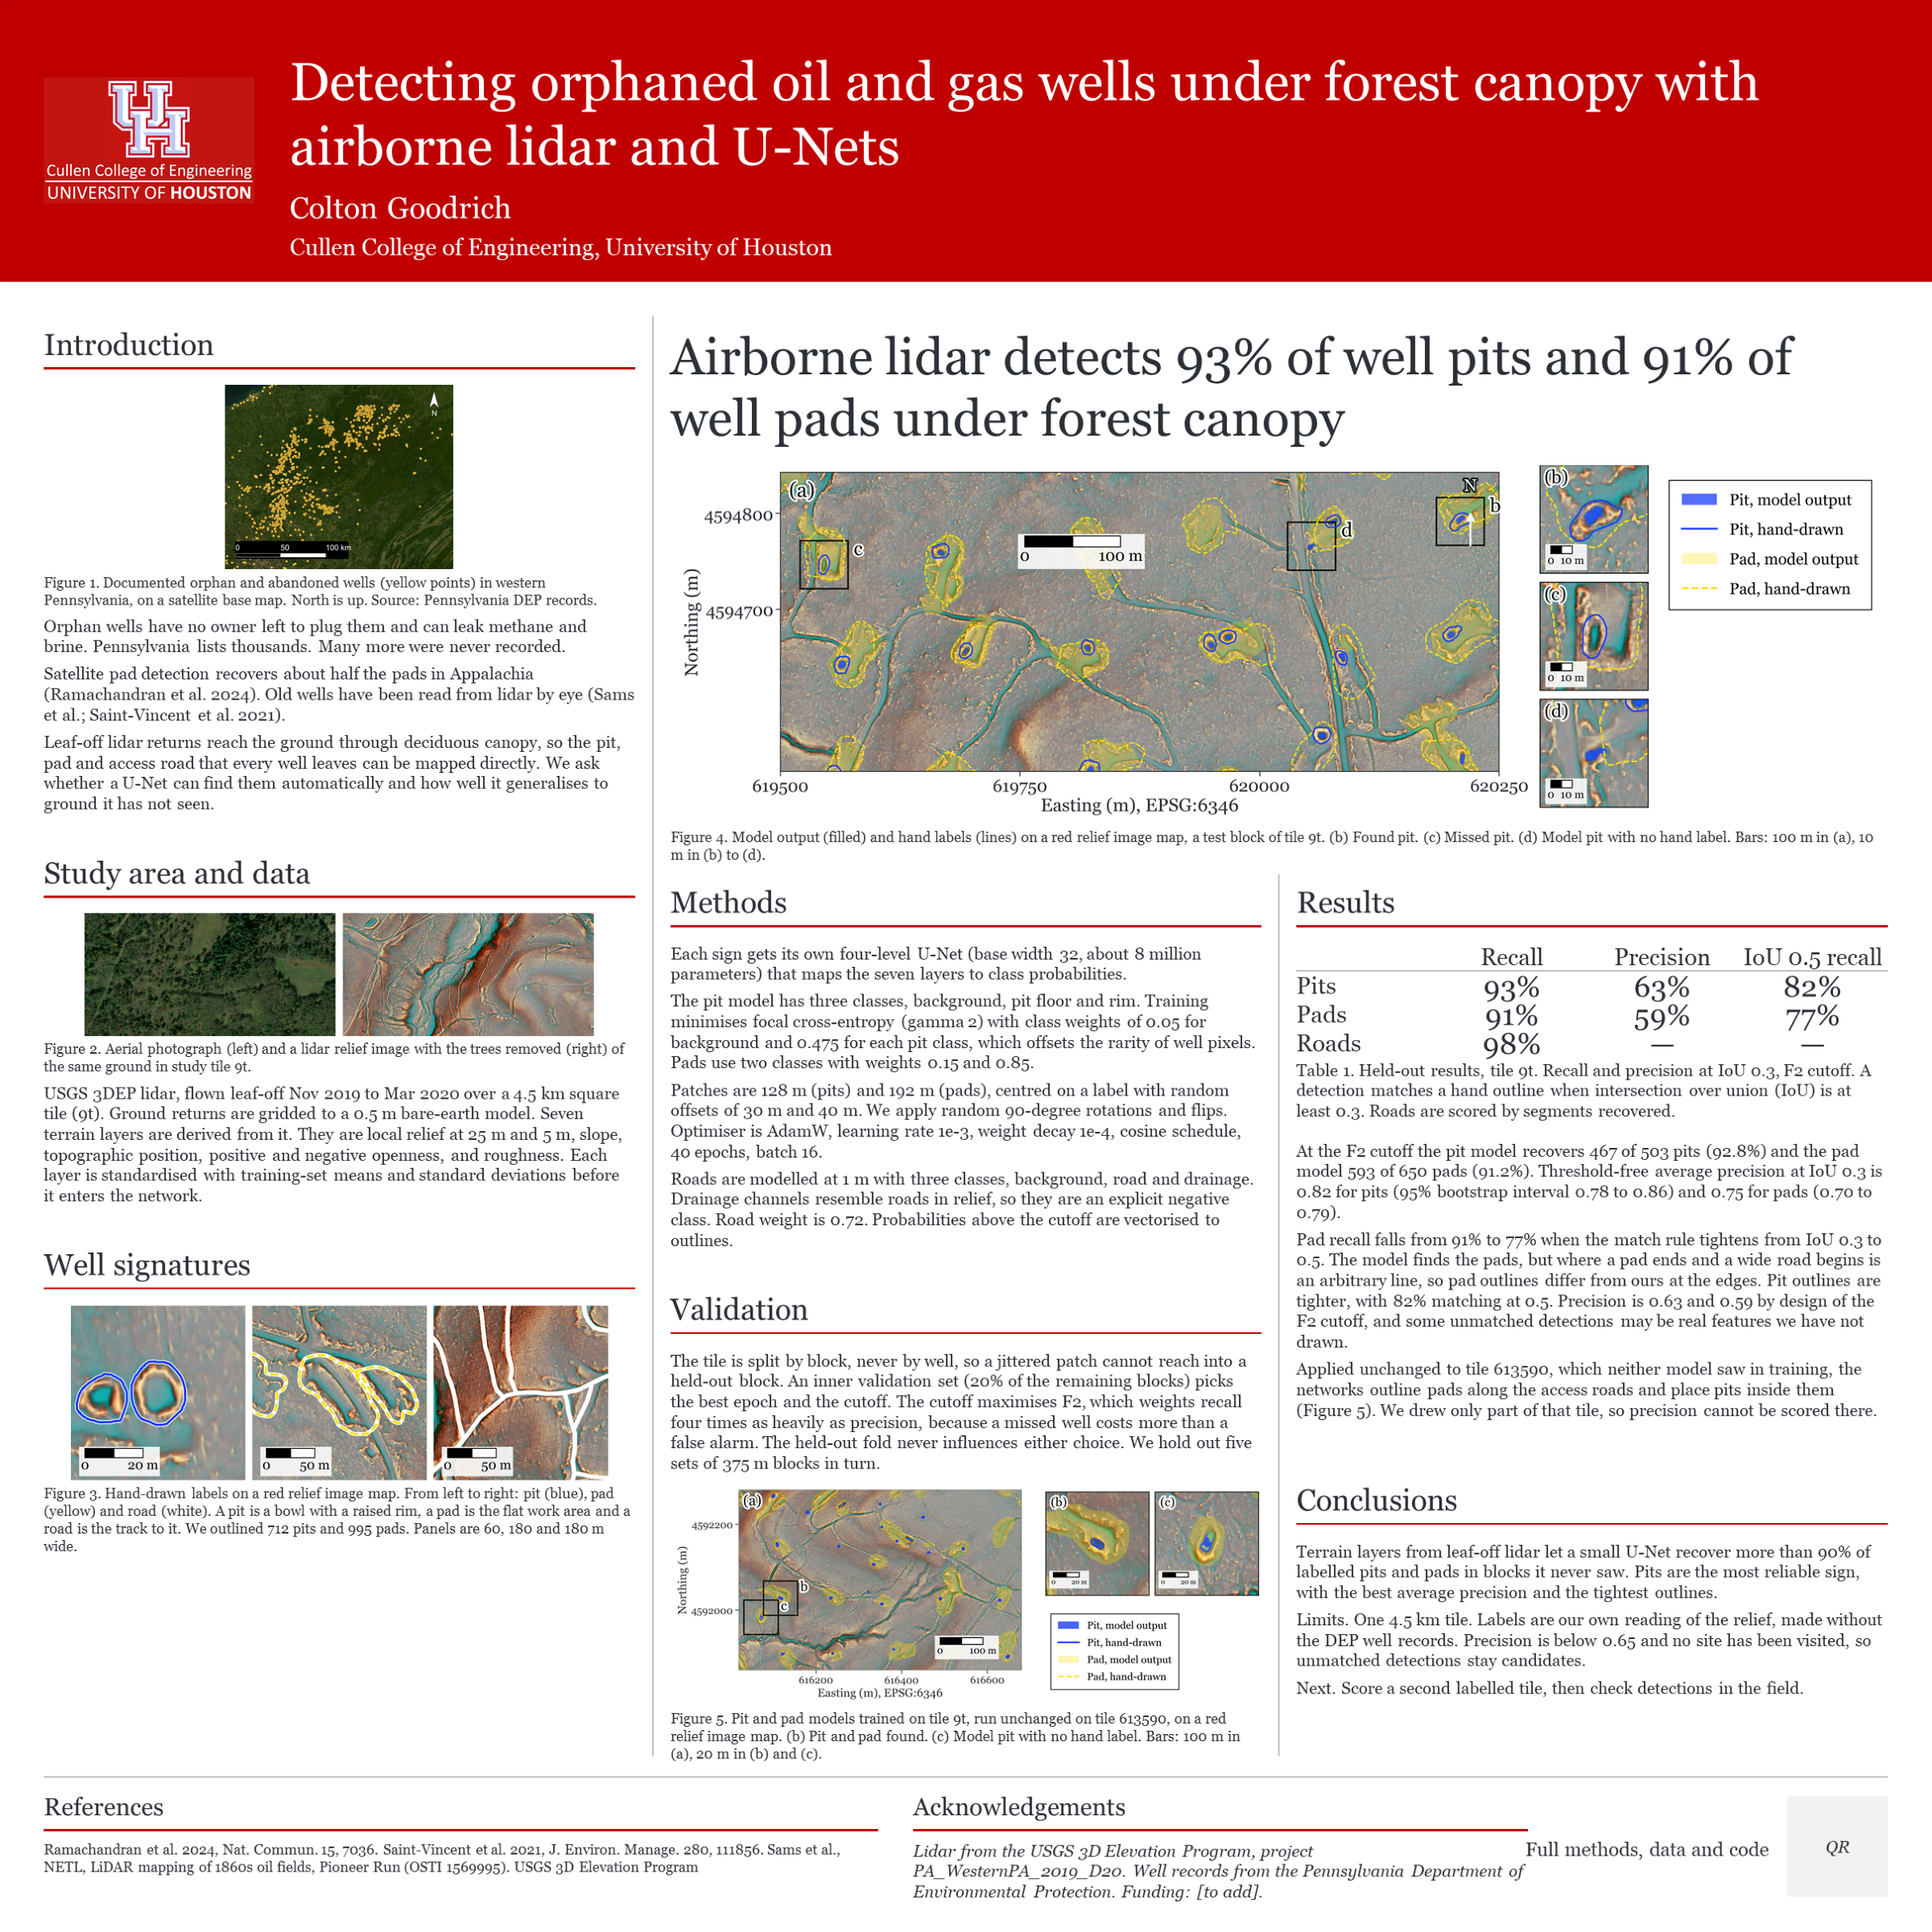 UH
Cullen College of Engineering
UNIVERSITY OF HOUSTON
Detecting orphaned oil and gas wells under forest canopy with
airborne lidar and U-Nets
Colton Goodrich
Cullen College of Engineering, University of Houston
Introduction
N
0 50 100 km
Figure 1. Documented orphan and abandoned wells (yellow points) in western
Pennsylvania, on a satellite base map. North is up. Source: Pennsylvania DEP records.
Orphan wells have no owner left to plug them and can leak methane and
brine. Pennsylvania lists thousands. Many more were never recorded.
Satellite pad detection recovers about half the pads in Appalachia
(Ramachandran et al. 2024). Old wells have been read from lidar by eye (Sams
et al.; Saint-Vincent et al. 2021).
Leaf-off lidar returns reach the ground through deciduous canopy, so the pit,
pad and access road that every well leaves can be mapped directly. We ask
whether a U-Net can find them automatically and how well it generalises to
ground it has not seen.
Study area and data
Figure 2. Aerial photograph (left) and a lidar relief image with the trees removed (right) of
the same ground in study tile 9t.
USGS 3DEP lidar, flown leaf-off Nov 2019 to Mar 2020 over a 4.5 km square
tile (9t). Ground returns are gridded to a 0.5 m bare-earth model. Seven
terrain layers are derived from it. They are local relief at 25 m and 5 m, slope,
topographic position, positive and negative openness, and roughness. Each
layer is standardised with training-set means and standard deviations before
it enters the network.
Well signatures
0 20 m
0 50 m
0 50 m
Figure 3. Hand-drawn labels on a red relief image map. From left to right: pit (blue), pad
(yellow) and road (white). A pit is a bowl with a raised rim, a pad is the flat work area and a
road is the track to it. We outlined 712 pits and 995 pads. Panels are 60, 180 and 180 m
wide.
Airborne lidar detects 93% of well pits and 91% of
well pads under forest canopy
(a)
c
d
N
b
0 100 m
4594800
4594700
Northing (m)
619500 619750 620000 620250
Easting (m), EPSG:6346
(b)
0 10 m
(c)
0 10 m
(d)
0 10 m
Pit, model output
Pit, hand-drawn
Pad, model output
Pad, hand-drawn
Figure 4. Model output (filled) and hand labels (lines) on a red relief image map, a test block of tile 9t. (b) Found pit. (c) Missed pit. (d) Model pit with no hand label. Bars: 100 m in (a), 10
m in (b) to (d).
Methods
Each sign gets its own four-level U-Net (base width 32, about 8 million
parameters) that maps the seven layers to class probabilities.
The pit model has three classes, background, pit floor and rim. Training
minimises focal cross-entropy (gamma 2) with class weights of 0.05 for
background and 0.475 for each pit class, which offsets the rarity of well pixels.
Pads use two classes with weights 0.15 and 0.85.
Patches are 128 m (pits) and 192 m (pads), centred on a label with random
offsets of 30 m and 40 m. We apply random 90-degree rotations and flips.
Optimiser is AdamW, learning rate 1e-3, weight decay 1e-4, cosine schedule,
40 epochs, batch 16.
Roads are modelled at 1 m with three classes, background, road and drainage.
Drainage channels resemble roads in relief, so they are an explicit negative
class. Road weight is 0.72. Probabilities above the cutoff are vectorised to
outlines.
Validation
The tile is split by block, never by well, so a jittered patch cannot reach into a
held-out block. An inner validation set (20% of the remaining blocks) picks
the best epoch and the cutoff. The cutoff maximises F2, which weights recall
four times as heavily as precision, because a missed well costs more than a
false alarm. The held-out fold never influences either choice. We hold out five
sets of 375 m blocks in turn.
(a)
b
c
0 100 m
4592200
4592000
Northing (m)
616200 616400 616600
Easting (m), EPSG:6346
(b)
0 20 m
(c)
0 20 m
Pit, model output
Pit, hand-drawn
Pad, model output
Pad, hand-drawn
Figure 5. Pit and pad models trained on tile 9t, run unchanged on tile 613590, on a red
relief image map. (b) Pit and pad found. (c) Model pit with no hand label. Bars: 100 m in
(a), 20 m in (b) and (c).
Results
Recall Precision IoU 0.5 recall
Pits 93% 63% 82%
Pads 91% 59% 77%
Roads 98% — —
Table 1. Held-out results, tile 9t. Recall and precision at IoU 0.3, F2 cutoff. A
detection matches a hand outline when intersection over union (IoU) is at
least 0.3. Roads are scored by segments recovered.
At the F2 cutoff the pit model recovers 467 of 503 pits (92.8%) and the pad
model 593 of 650 pads (91.2%). Threshold-free average precision at IoU 0.3 is
0.82 for pits (95% bootstrap interval 0.78 to 0.86) and 0.75 for pads (0.70 to
0.79).
Pad recall falls from 91% to 77% when the match rule tightens from IoU 0.3 to
0.5. The model finds the pads, but where a pad ends and a wide road begins is
an arbitrary line, so pad outlines differ from ours at the edges. Pit outlines are
tighter, with 82% matching at 0.5. Precision is 0.63 and 0.59 by design of the
F2 cutoff, and some unmatched detections may be real features we have not
drawn.
Applied unchanged to tile 613590, which neither model saw in training, the
networks outline pads along the access roads and place pits inside them
(Figure 5). We drew only part of that tile, so precision cannot be scored there.
Conclusions
Terrain layers from leaf-off lidar let a small U-Net recover more than 90% of
labelled pits and pads in blocks it never saw. Pits are the most reliable sign,
with the best average precision and the tightest outlines.
Limits. One 4.5 km tile. Labels are our own reading of the relief, made without
the DEP well records. Precision is below 0.65 and no site has been visited, so
unmatched detections stay candidates.
Next. Score a second labelled tile, then check detections in the field.
References
Ramachandran et al. 2024, Nat. Commun. 15, 7036. Saint-Vincent et al. 2021, J. Environ. Manage. 280, 111856. Sams et al.,
NETL, LiDAR mapping of 1860s oil fields, Pioneer Run (OSTI 1569995). USGS 3D Elevation Program
Acknowledgements
Lidar from the USGS 3D Elevation Program, project
PA_WesternPA_2019_D20. Well records from the Pennsylvania Department of
Environmental Protection. Funding: [to add].
Full methods, data and code
QR